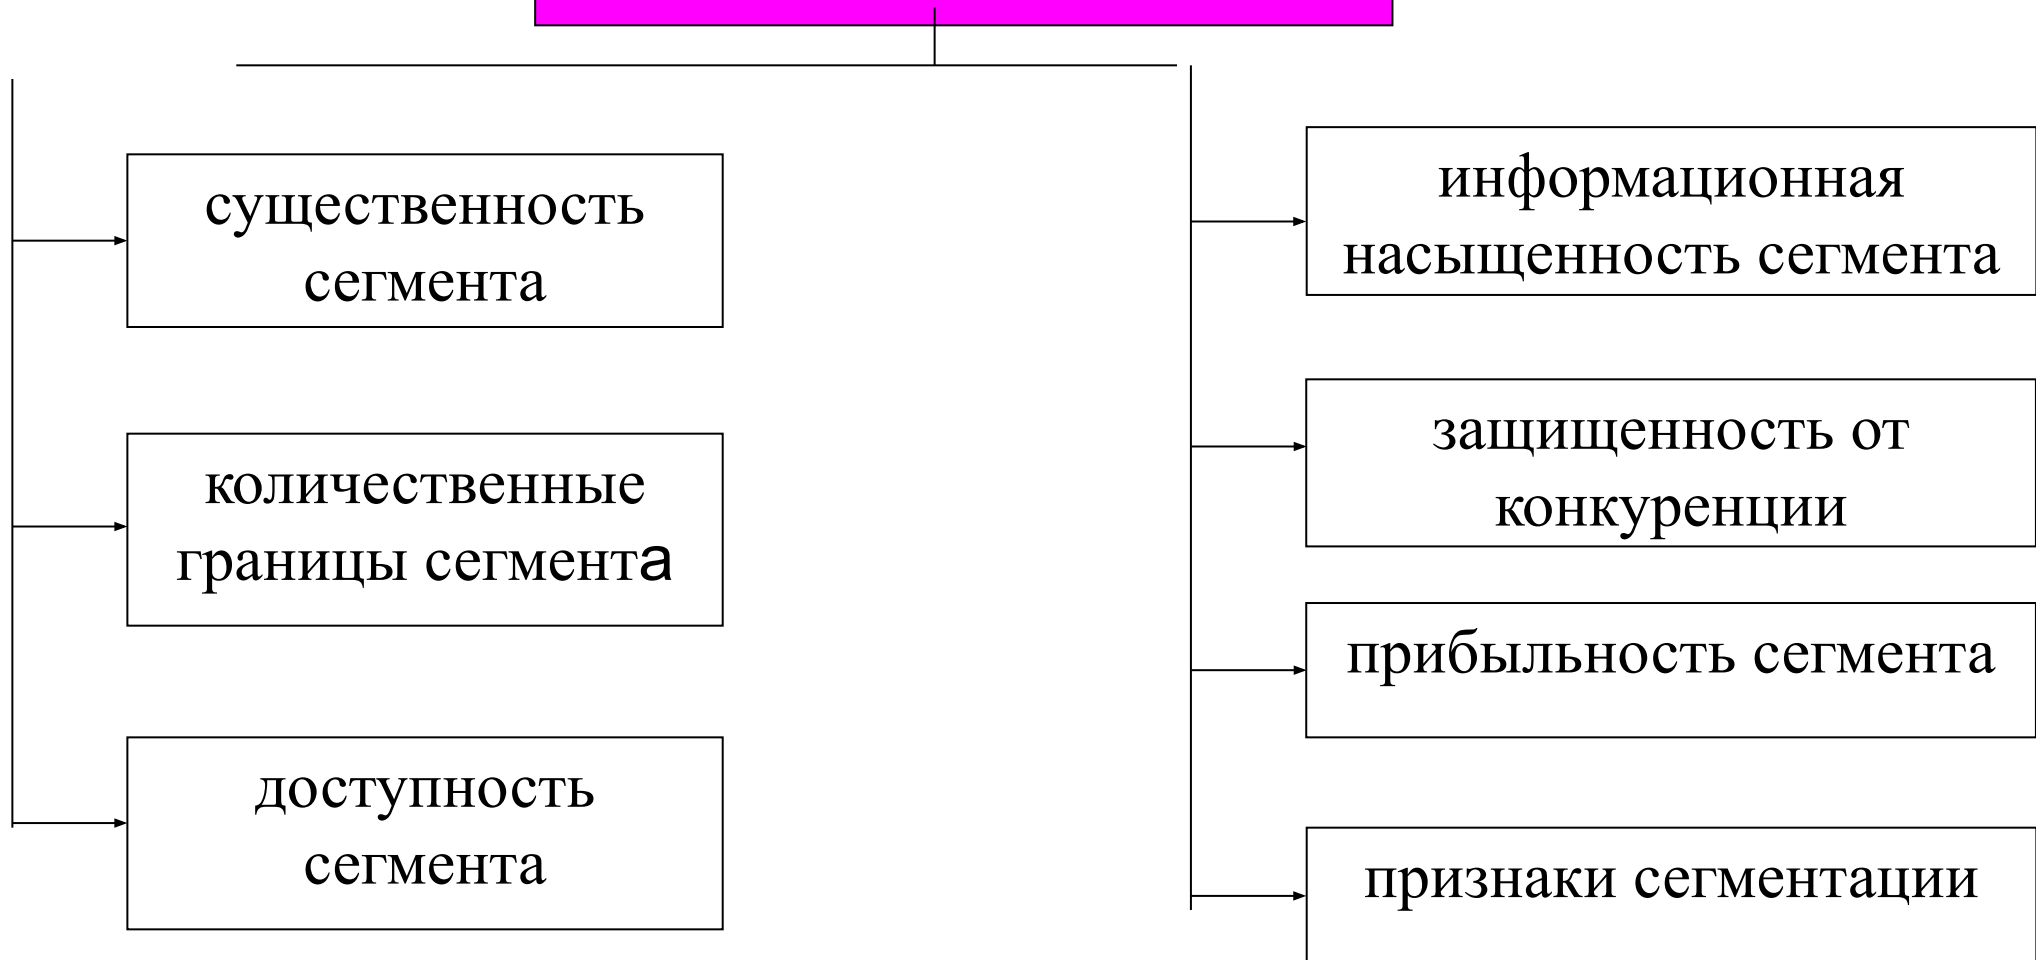 существенность
сегмента
количественные
границы сегмента
доступность
сегмента
информационная
насыщенность сегмента
защищенность от
конкуренции
прибыльность сегмента
признаки сегментации